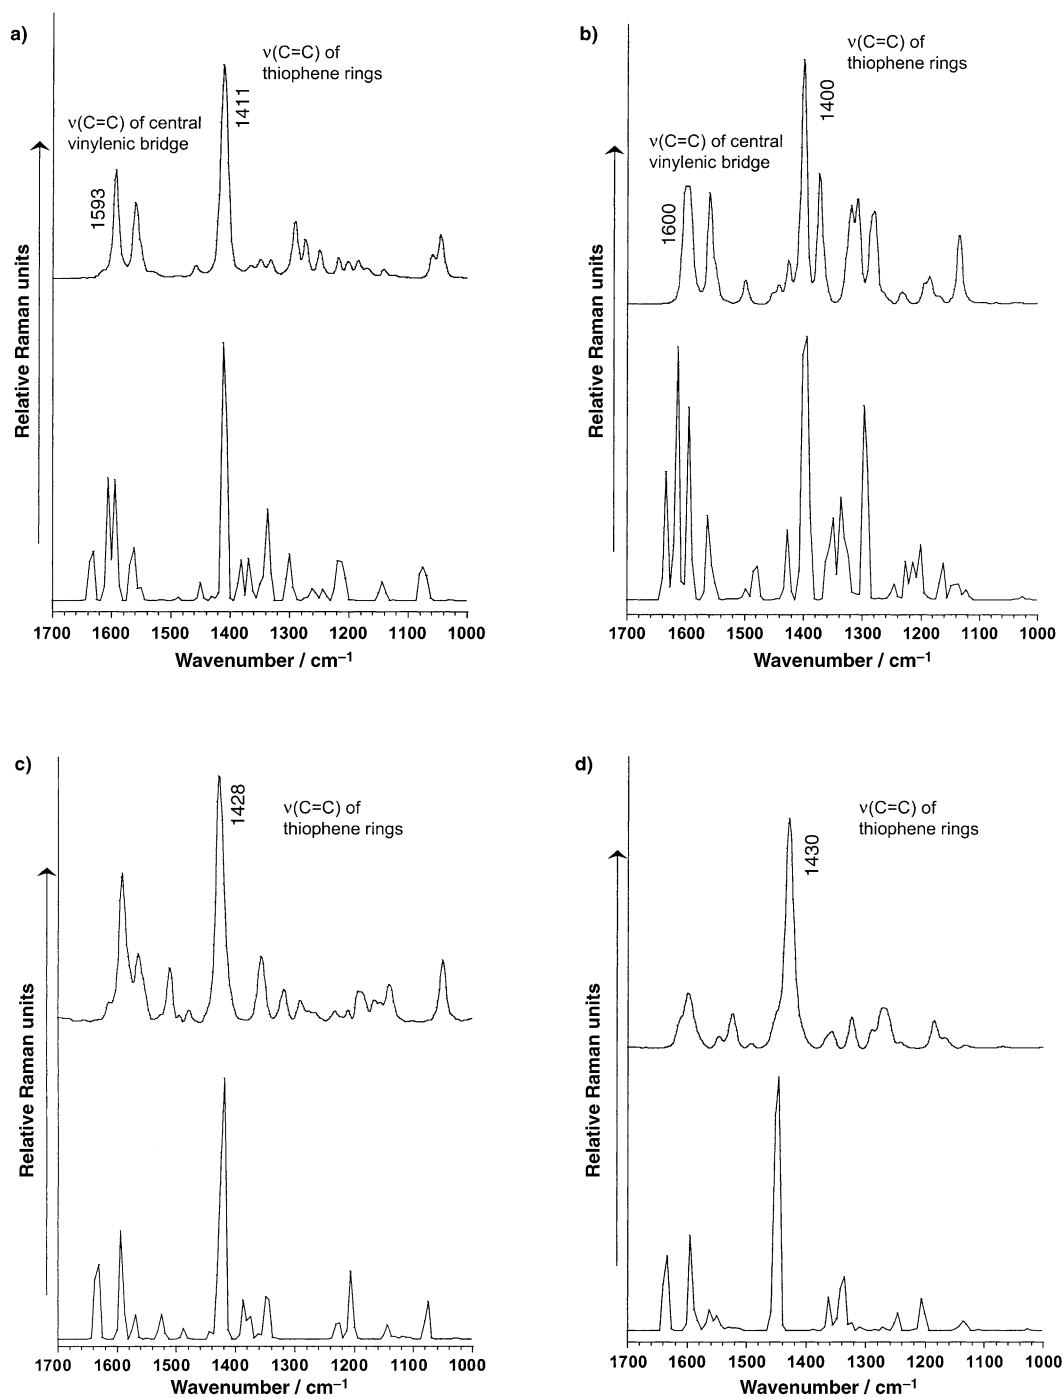 a)
ν(C=C) of
thiophene rings
1411
ν(C=C) of central
vinylenic bridge
1593
Relative Raman units
1700 1600 1500 1400 1300 1200 1100 1000
Wavenumber / cm–1
b)
ν(C=C) of
thiophene rings
1400
ν(C=C) of central
vinylenic bridge
1600
Relative Raman units
1700 1600 1500 1400 1300 1200 1100 1000
Wavenumber / cm–1
c)
1428
ν(C=C) of
thiophene rings
Relative Raman units
1700 1600 1500 1400 1300 1200 1100 1000
Wavenumber / cm–1
d)
ν(C=C) of
thiophene rings
1430
Relative Raman units
1700 1600 1500 1400 1300 1200 1100 1000
Wavenumber / cm–1